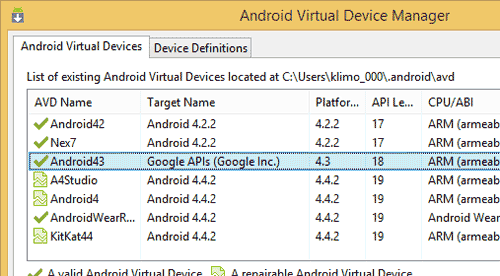 Android Virtual Device Manager
Android Virtual Devices Device Definitions
List of existing Android Virtual Devices located at C:\Users\klimo_000\.android\avd
AVD Name Target Name Platfor... API Le... CPU/ABI
Android42 Android 4.2.2 4.2.2 17 ARM (armeab
Nex7 Android 4.2.2 4.2.2 17 ARM (armeab
Android43 Google APIs (Google Inc.) 4.3 18 ARM (armeab
A4Studio Android 4.4.2 4.4.2 19 ARM (armeab
Android4 Android 4.4.2 4.4.2 19 ARM (armeab
AndroidWearR... Android 4.4.2 4.4.2 19 Android Wear
KitKat44 Android 4.4.2 4.4.2 19 ARM (armeab
A valid Android Virtual Device. A repairable Android Virtual Device.